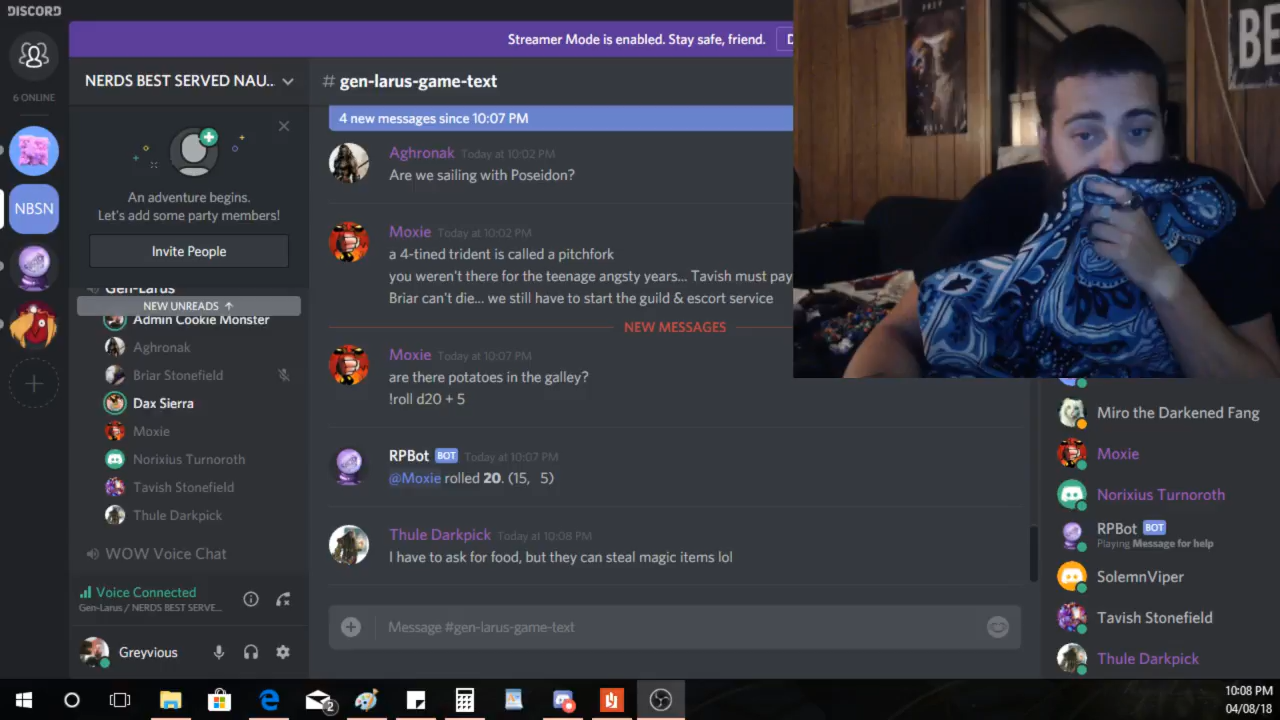 DISCORD
6 ONLINE
NBSN
NERDS BEST SERVED NAU...
An adventure begins.
Let's add some party members!
Invite People
Gen-Larus
NEW UNREADS ↑
Admin Cookie Monster
Aghronak
Briar Stonefield
Dax Sierra
Moxie
Norixius Turnoroth
Tavish Stonefield
Thule Darkpick
WOW Voice Chat
Voice Connected
Gen-Larus / NERDS BEST SERVE...
Greyvious
Streamer Mode is enabled. Stay safe, friend.
D
# gen-larus-game-text
4 new messages since 10:07 PM
Aghronak Today at 10:02 PM
Are we sailing with Poseidon?
Moxie Today at 10:02 PM
a 4-tined trident is called a pitchfork
you weren't there for the teenage angsty years... Tavish must pay
Briar can't die... we still have to start the guild & escort service
NEW MESSAGES
Moxie Today at 10:07 PM
are there potatoes in the galley?
!roll d20 + 5
RPBot BOT Today at 10:07 PM
@Moxie rolled 20. (15, 5)
Thule Darkpick Today at 10:08 PM
I have to ask for food, but they can steal magic items lol
Message #gen-larus-game-text
BE
Miro the Darkened Fang
Moxie
Norixius Turnoroth
RPBot BOT
Playing Message for help
SolemnViper
Tavish Stonefield
Thule Darkpick
2
10:08 PM
04/08/18